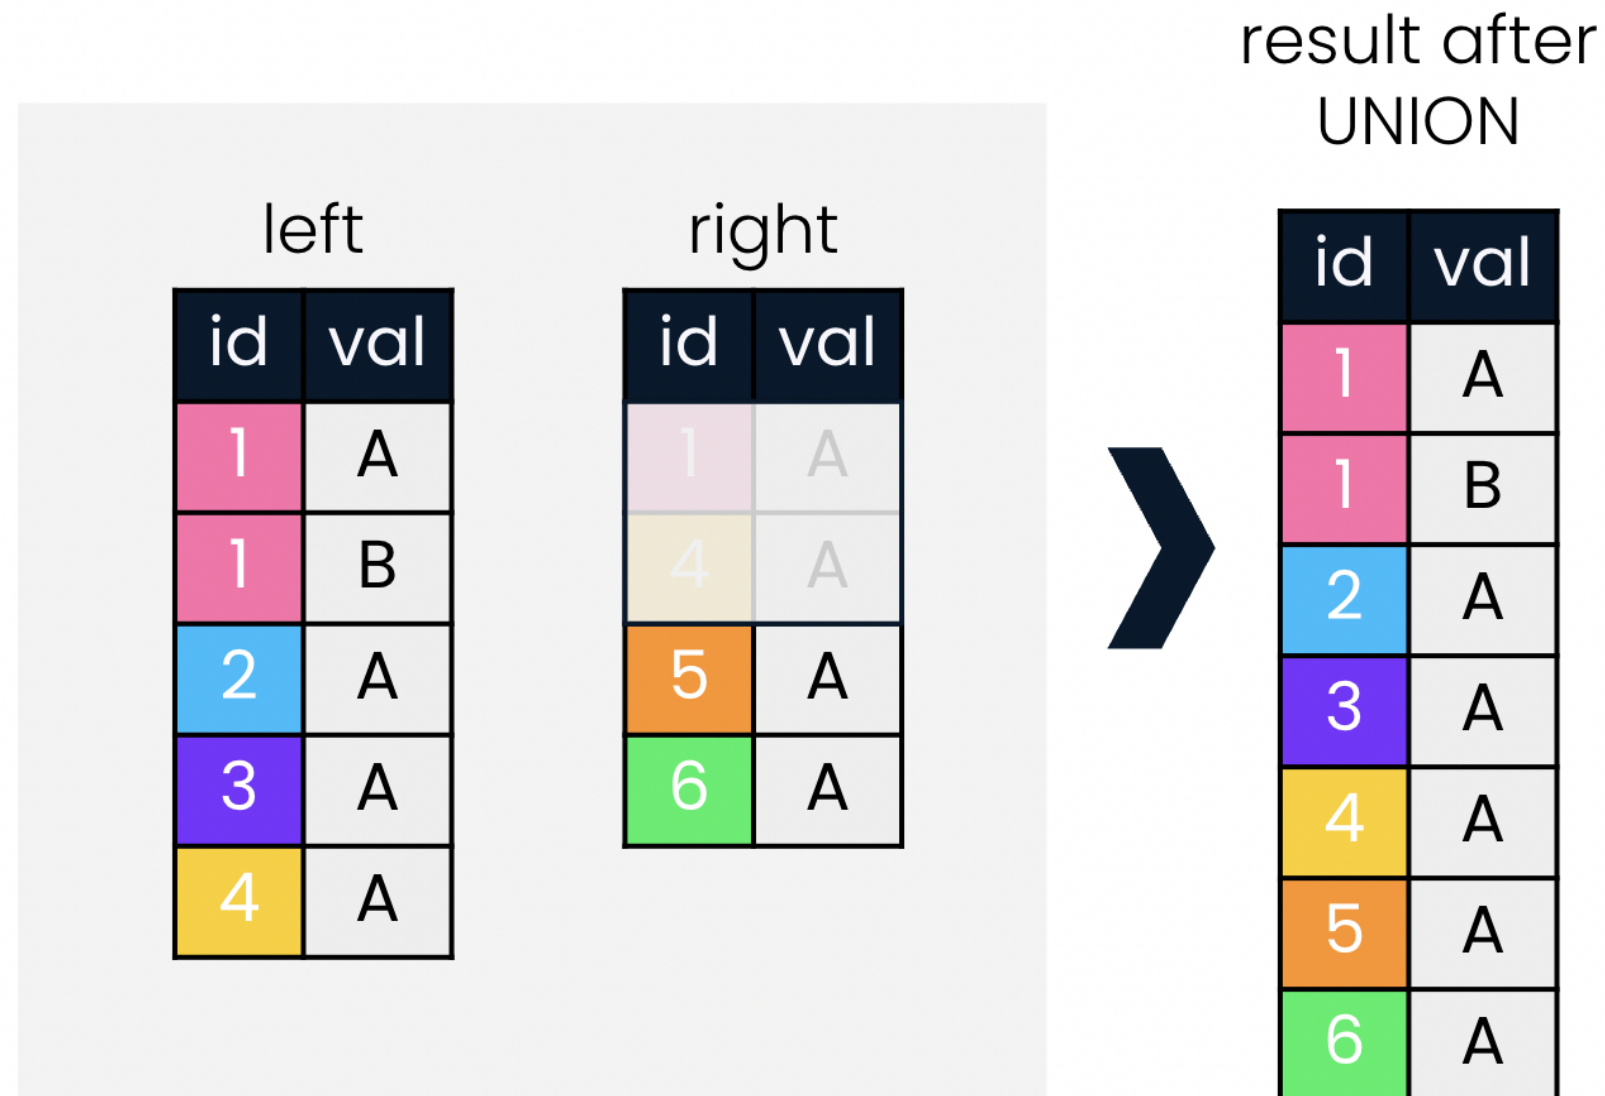 result after
UNION
left
right
id val
1 A
1 B
2 A
3 A
4 A
id val
1 A
4 A
5 A
6 A
id val
1 A
1 B
2 A
3 A
4 A
5 A
6 A